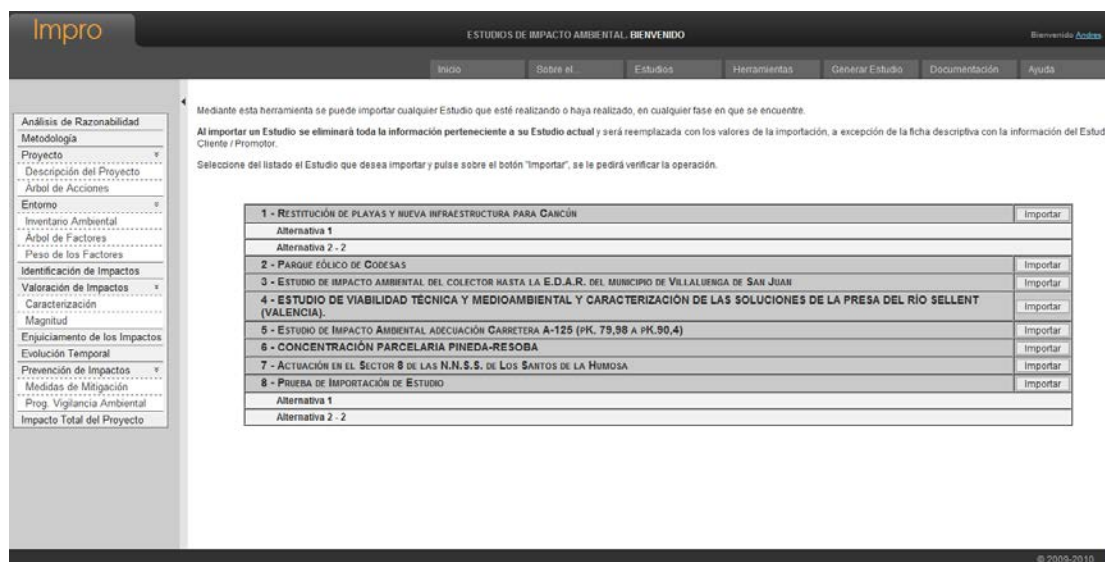 Impro
ESTUDIOS DE IMPACTO AMBIENTAL. BIENVENIDO
Bienvenido Andres
Inicio
Sobre el...
Estudios
Herramientas
Generar Estudio
Documentación
Ayuda
Análisis de Razonabilidad
Metodología
Proyecto
Descripción del Proyecto
Árbol de Acciones
Entorno
Inventario Ambiental
Árbol de Factores
Peso de los Factores
Identificación de Impactos
Valoración de Impactos
Caracterización
Magnitud
Enjuiciamiento de los Impactos
Evolución Temporal
Prevención de Impactos
Medidas de Mitigación
Prog. Vigilancia Ambiental
Impacto Total del Proyecto
Mediante esta herramienta se puede importar cualquier Estudio que esté realizando o haya realizado, en cualquier fase en que se encuentre.
Al importar un Estudio se eliminará toda la información perteneciente a su Estudio actual y será reemplazada con los valores de la importación, a excepción de la ficha descriptiva con la información del Estud
Cliente / Promotor.
Seleccione del listado el Estudio que desea importar y pulse sobre el botón "Importar", se le pedirá verificar la operación.
1 - RESTITUCIÓN DE PLAYAS Y NUEVA INFRAESTRUCTURA PARA CANCÚN Importar
Alternativa 1
Alternativa 2 - 2
2 - PARQUE EÓLICO DE CODESAS Importar
3 - ESTUDIO DE IMPACTO AMBIENTAL DEL COLECTOR HASTA LA E.D.A.R. DEL MUNICIPIO DE VILLALUENGA DE SAN JUAN Importar
4 - ESTUDIO DE VIABILIDAD TÉCNICA Y MEDIOAMBIENTAL Y CARACTERIZACIÓN DE LAS SOLUCIONES DE LA PRESA DEL RÍO SELLENT
(VALENCIA). Importar
5 - ESTUDIO DE IMPACTO AMBIENTAL ADECUACIÓN CARRETERA A-125 (PK. 79,98 A PK.90,4) Importar
6 - CONCENTRACIÓN PARCELARIA PINEDA-RESOBA Importar
7 - ACTUACIÓN EN EL SECTOR 8 DE LAS N.N.S.S. DE LOS SANTOS DE LA HUMOSA Importar
8 - PRUEBA DE IMPORTACIÓN DE ESTUDIO Importar
Alternativa 1
Alternativa 2 - 2
© 2009-2010